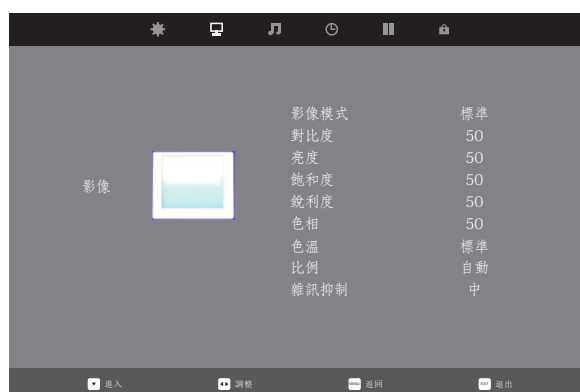 影像
影像模式 標準
對比度 50
亮度 50
飽和度 50
銳利度 50
色相 50
色溫 標準
比例 自動
雜訊抑制 中
進入 調整 MENU 返回 EXIT 退出